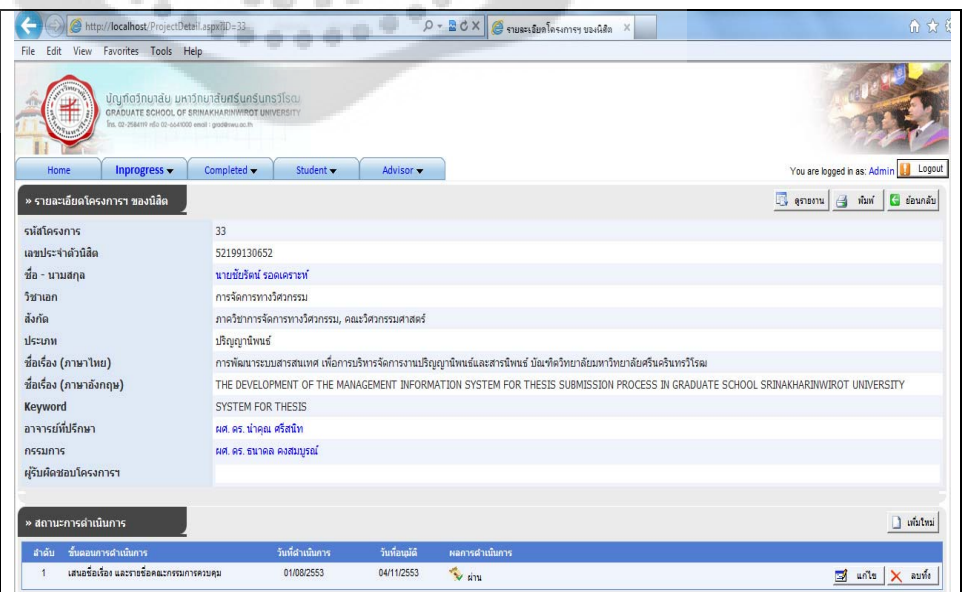 http://localhost/ProjectDetail.aspx?ID=33
รายละเอียดโครงการฯ ของนิสิต
File Edit View Favorites Tools Help
บัณฑิตวิทยาลัย มหาวิทยาลัยศรีนครินทรวิโรฒ
GRADUATE SCHOOL OF SRINAKHARINWIROT UNIVERSITY
Home Inprogress Completed Student Advisor You are logged in as: Admin Logout
» รายละเอียดโครงการฯ ของนิสิต ดูรายงาน พิมพ์ ย้อนกลับ
รหัสโครงการ 33
เลขประจำตัวนิสิต 52199130652
ชื่อ - นามสกุล นายชัยรัตน์ รอดเคราะห์
วิชาเอก การจัดการทางวิศวกรรม
สังกัด ภาควิชาการจัดการทางวิศวกรรม, คณะวิศวกรรมศาสตร์
ประเภท ปริญญานิพนธ์
ชื่อเรื่อง (ภาษาไทย) การพัฒนาระบบสารสนเทศ เพื่อการบริหารจัดการงานปริญญานิพนธ์และสารนิพนธ์ บัณฑิตวิทยาลัยมหาวิทยาลัยศรีนครินทรวิโรฒ
ชื่อเรื่อง (ภาษาอังกฤษ) THE DEVELOPMENT OF THE MANAGEMENT INFORMATION SYSTEM FOR THESIS SUBMISSION PROCESS IN GRADUATE SCHOOL SRINAKHARINWIROT UNIVERSITY
Keyword SYSTEM FOR THESIS
อาจารย์ที่ปรึกษา ผศ. ดร. นำคุณ ศรีสนิท
กรรมการ ผศ. ดร. ธนาดล คงสมบูรณ์
ผู้รับผิดชอบโครงการฯ
» สถานะการดำเนินการ เพิ่มใหม่
ลำดับ ขั้นตอนการดำเนินการ วันที่ดำเนินการ วันที่อนุมัติ ผลการดำเนินการ
1 เสนอชื่อเรื่อง และรายชื่อคณะกรรมการควบคุม 01/08/2553 04/11/2553 ผ่าน แก้ไข ลบทิ้ง